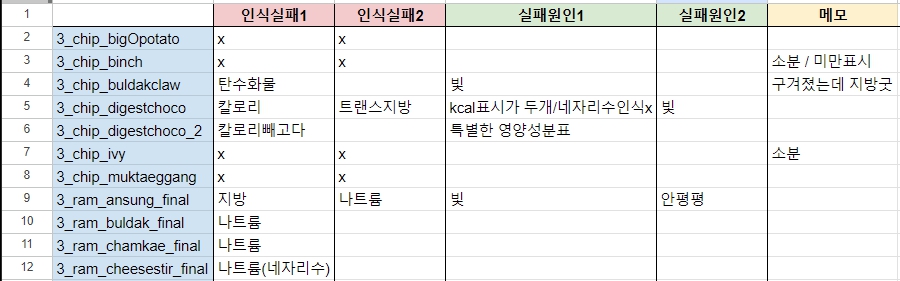 1 인식실패1 인식실패2 실패원인1 실패원인2 메모
2 3_chip_bigOpotato x x
3 3_chip_binch x x 소분 / 미만표시
4 3_chip_buldakclaw 탄수화물 빛 구겨졌는데 지방굿
5 3_chip_digestchoco 칼로리 트랜스지방 kcal표시가 두개/네자리수인식x 빛
6 3_chip_digestchoco_2 칼로리빼고다 특별한 영양성분표
7 3_chip_ivy x x 소분
8 3_chip_muktaeggang x x
9 3_ram_ansung_final 지방 나트륨 빛 안평평
10 3_ram_buldak_final 나트륨
11 3_ram_chamkae_final 나트륨
12 3_ram_cheesestir_final 나트륨(네자리수)